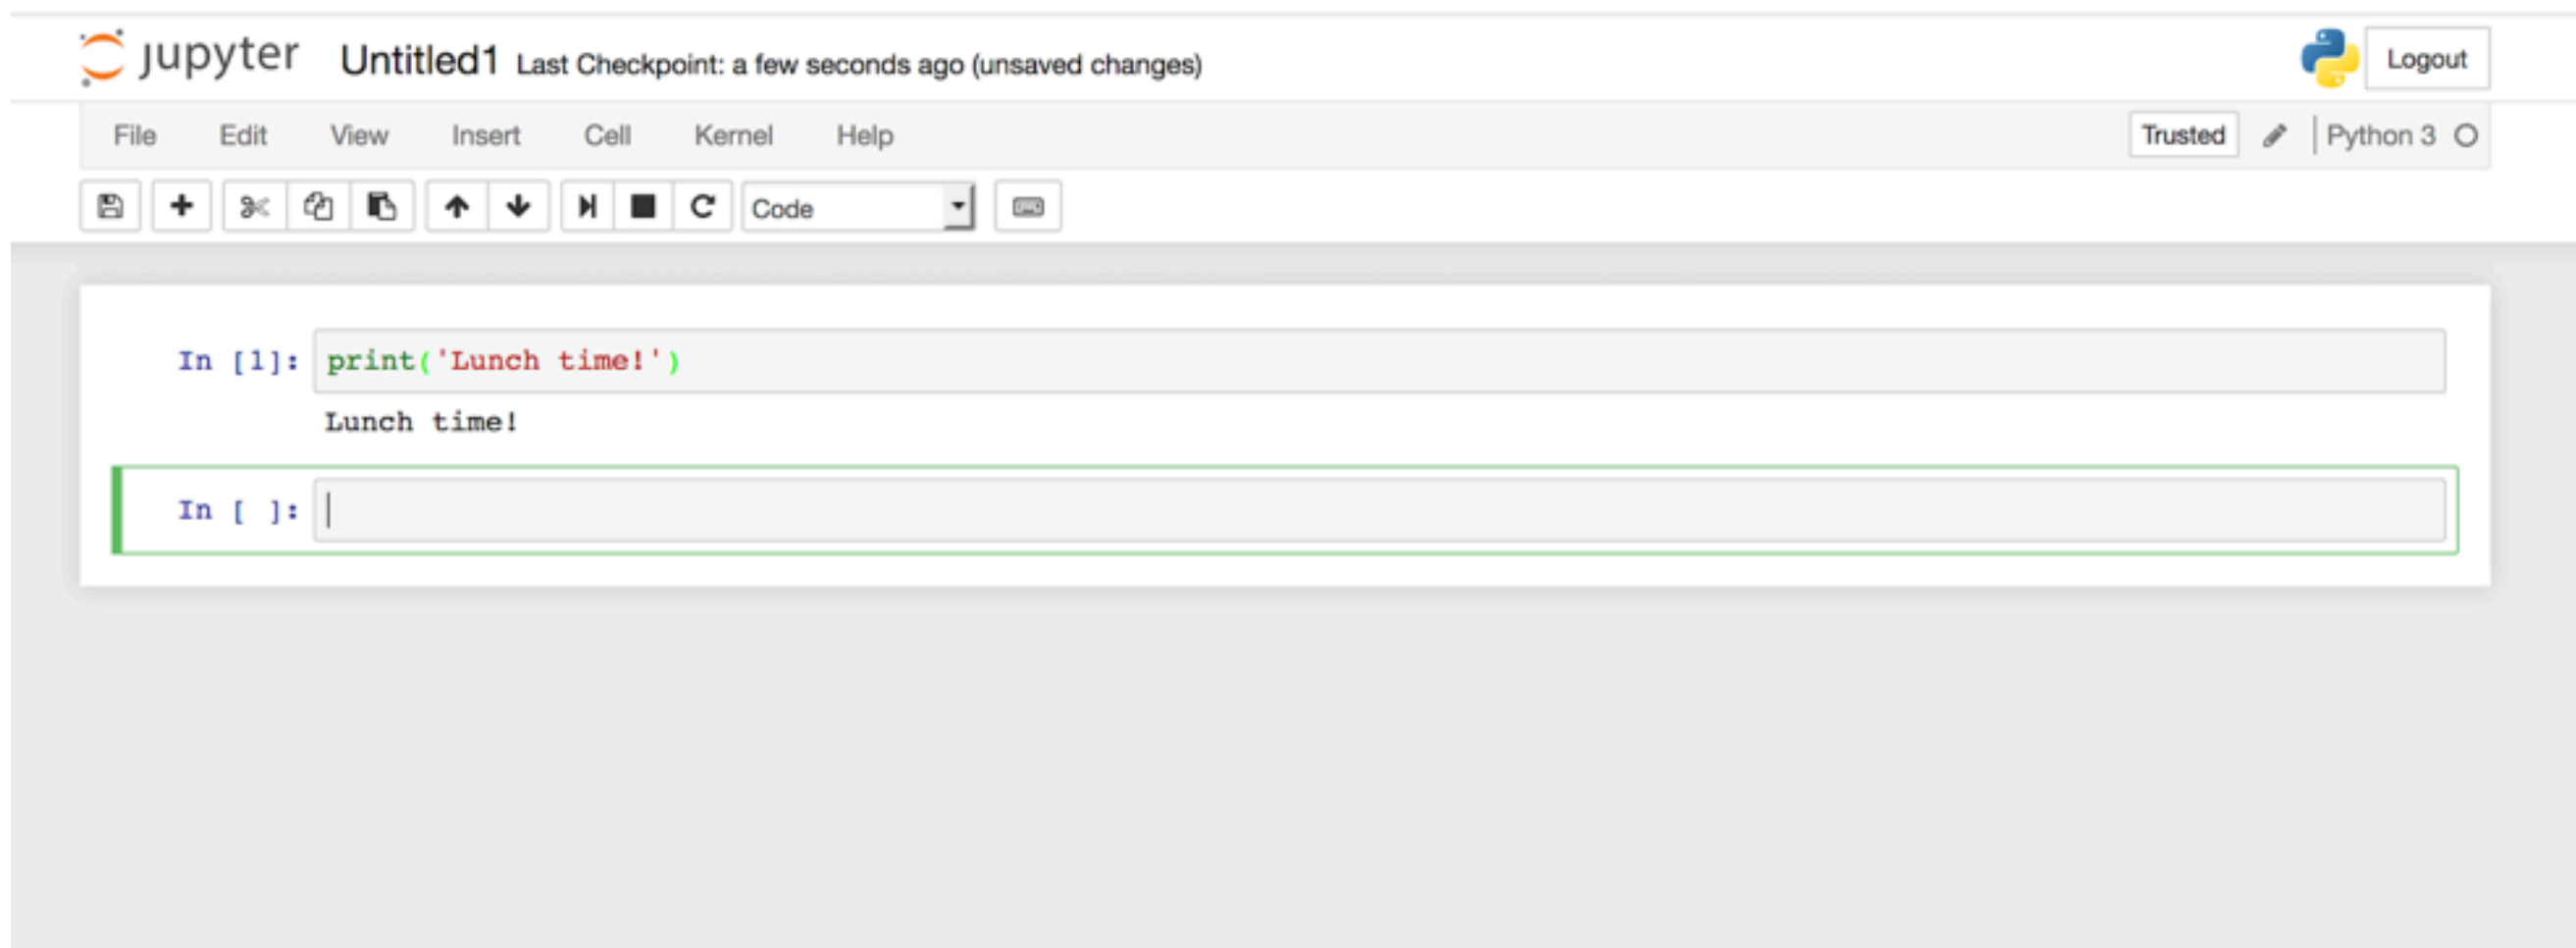 jupyter Untitled1 Last Checkpoint: a few seconds ago (unsaved changes) Logout
File Edit View Insert Cell Kernel Help Trusted Python 3
Code
In [1]: print('Lunch time!')
Lunch time!
In [ ]: